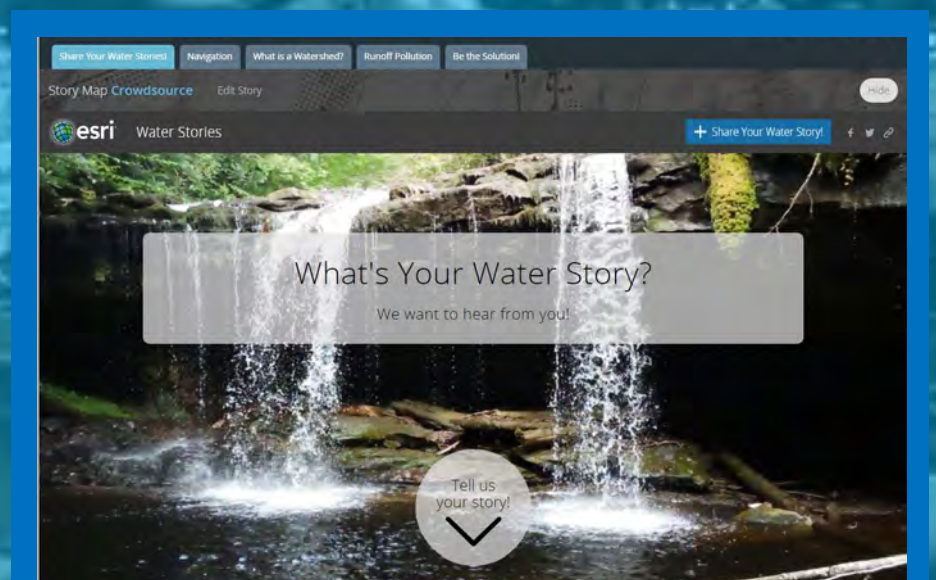 Share Your Water Stories! Navigation What is a Watershed? Runoff Pollution Be the Solution!
Story Map Crowdsource Edit Story Hide
esri Water Stories + Share Your Water Story!
What's Your Water Story?
We want to hear from you!
Tell us
your story!